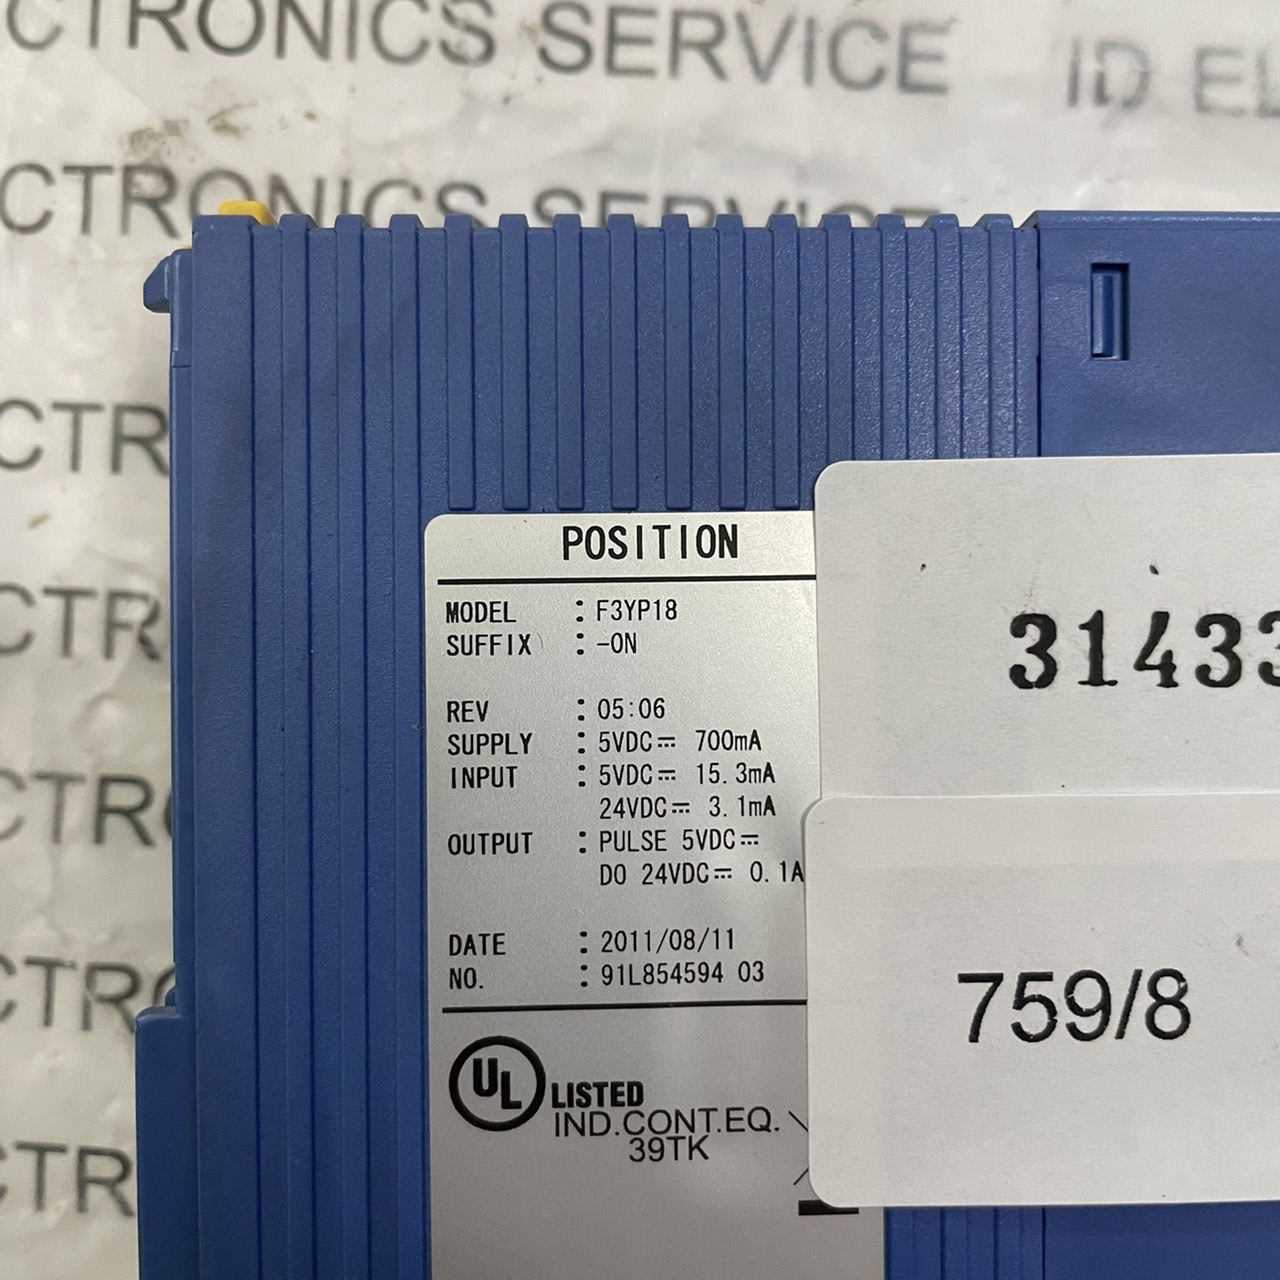 CTRONICS SERVICE ID EL
CTRONICS SERVICE
CTR
CTR
CTR
CTR
CTR
POSITION
MODEL : F3YP18
SUFFIX : -0N
REV : 05:06
SUPPLY : 5VDC⎓ 700mA
INPUT : 5VDC⎓ 15.3mA
24VDC⎓ 3.1mA
OUTPUT : PULSE 5VDC⎓
DO 24VDC⎓ 0.1A
DATE : 2011/08/11
NO. : 91L854594 03
UL LISTED
IND.CONT.EQ.
39TK
31433
759/8